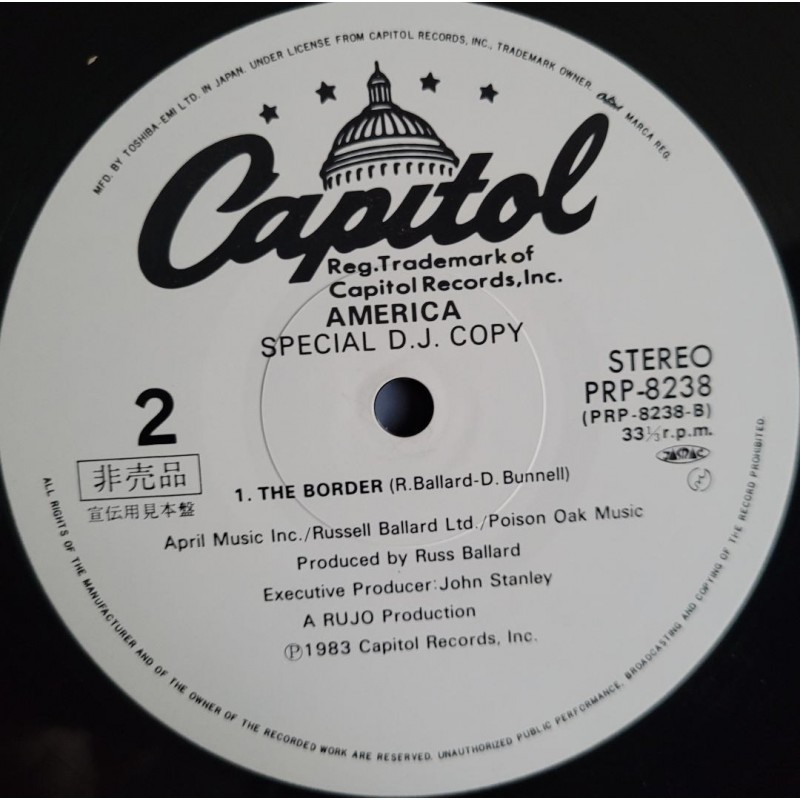 MFD. BY TOSHIBA-EMI LTD. IN JAPAN. UNDER LICENSE FROM CAPITOL RECORDS, INC., TRADEMARK OWNER. Capitol MARCA REG.
Capitol
Reg.Trademark of
Capitol Records,Inc.
AMERICA
SPECIAL D.J. COPY
STEREO
PRP-8238
(PRP-8238-B)
33⅓r.p.m.
2
非売品
宣伝用見本盤
1. THE BORDER (R.Ballard-D.Bunnell)
April Music Inc./Russell Ballard Ltd./Poison Oak Music
Produced by Russ Ballard
Executive Producer:John Stanley
A RUJO Production
Ⓟ1983 Capitol Records, Inc.
ALL RIGHTS OF THE MANUFACTURER AND OF THE OWNER OF THE RECORDED WORK ARE RESERVED. UNAUTHORIZED PUBLIC PERFORMANCE, BROADCASTING AND COPYING OF THE RECORD PROHIBITED.